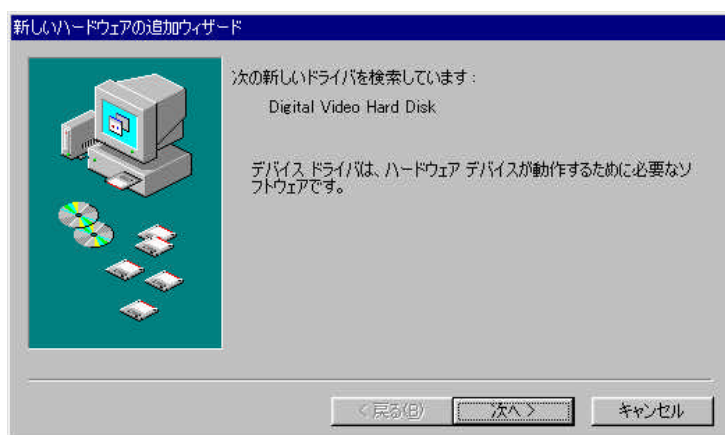 新しいハードウェアの追加ウィザード
次の新しいドライバを検索しています :
Digital Video Hard Disk
デバイス ドライバは、ハードウェア デバイスが動作するために必要なソ
フトウェアです。
< 戻る(B)
次へ >
キャンセル